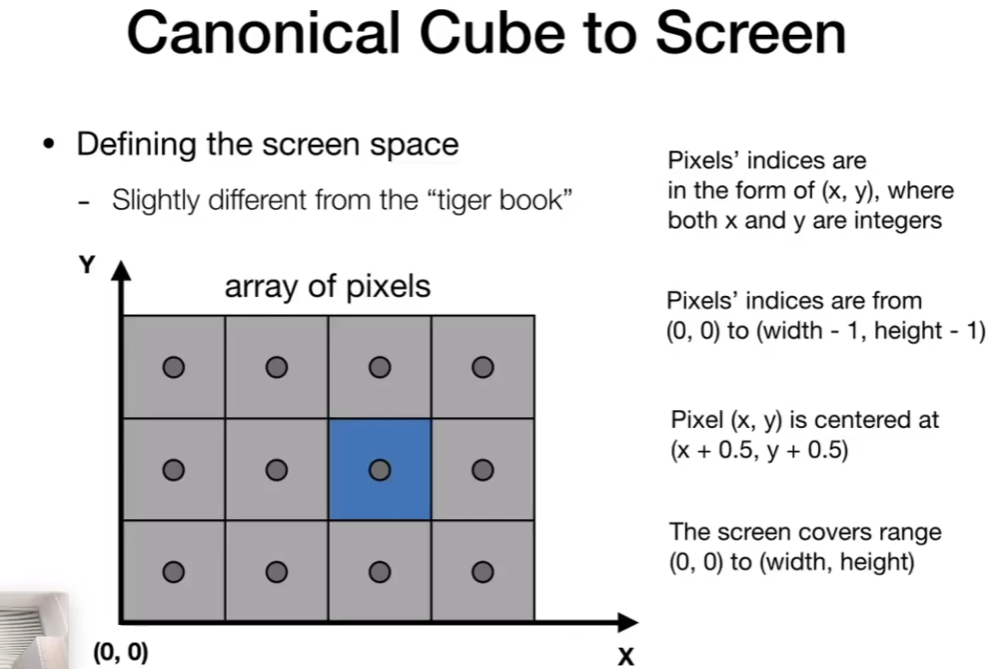 Canonical Cube to Screen
• Defining the screen space
- Slightly different from the “tiger book”
Y
array of pixels
(0, 0)
X
Pixels’ indices are
in the form of (x, y), where
both x and y are integers
Pixels’ indices are from
(0, 0) to (width - 1, height - 1)
Pixel (x, y) is centered at
(x + 0.5, y + 0.5)
The screen covers range
(0, 0) to (width, height)